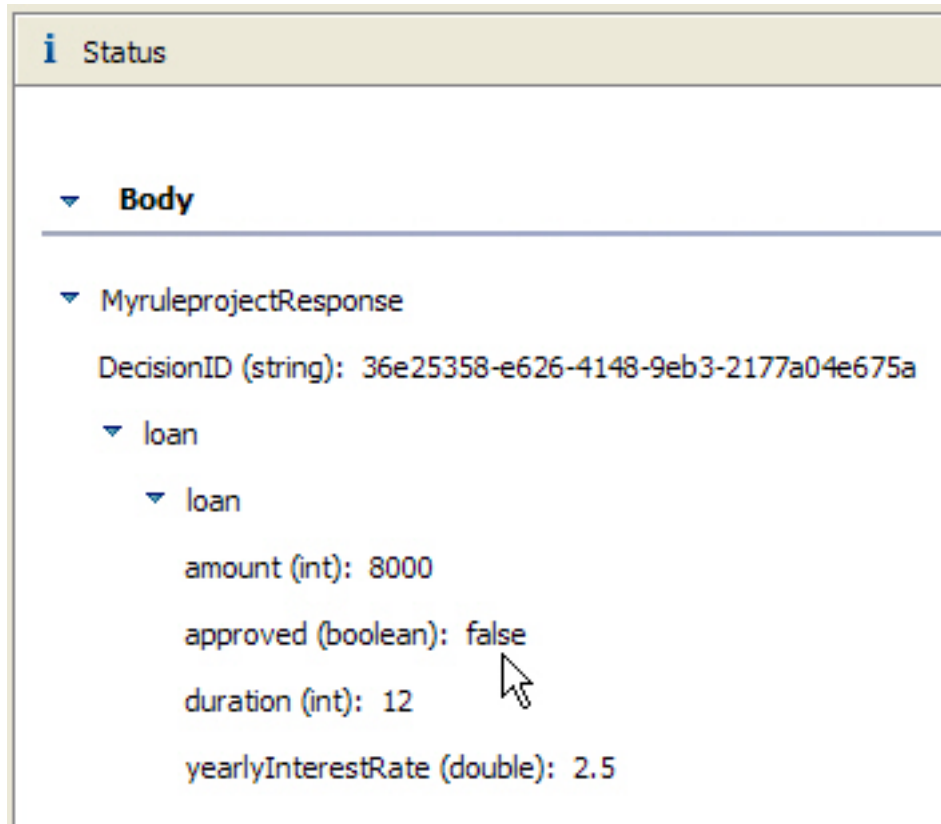 i Status
Body
MyruleprojectResponse
DecisionID (string): 36e25358-e626-4148-9eb3-2177a04e675a
loan
loan
amount (int): 8000
approved (boolean): false
duration (int): 12
yearlyInterestRate (double): 2.5